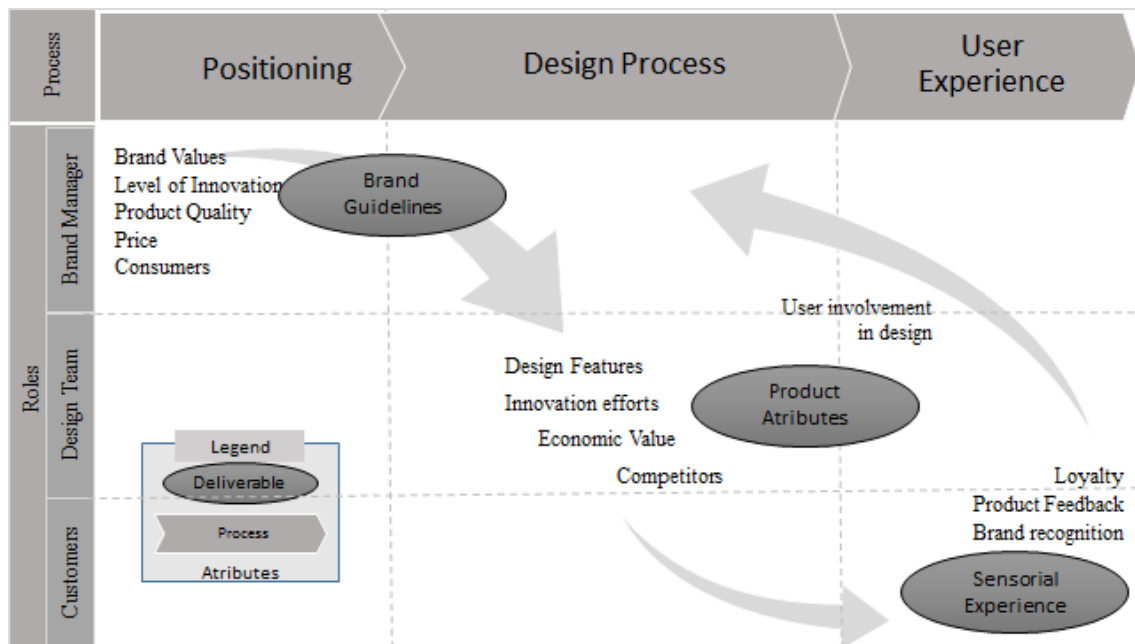 Process
Positioning
Design Process
User
Experience
Roles
Brand Manager
Brand Values
Level of Innovation
Product Quality
Price
Consumers
Brand
Guidelines
User involvement
in design
Design Team
Design Features
Innovation efforts
Economic Value
Competitors
Product
Atributes
Legend
Deliverable
Process
Atributes
Customers
Loyalty
Product Feedback
Brand recognition
Sensorial
Experience